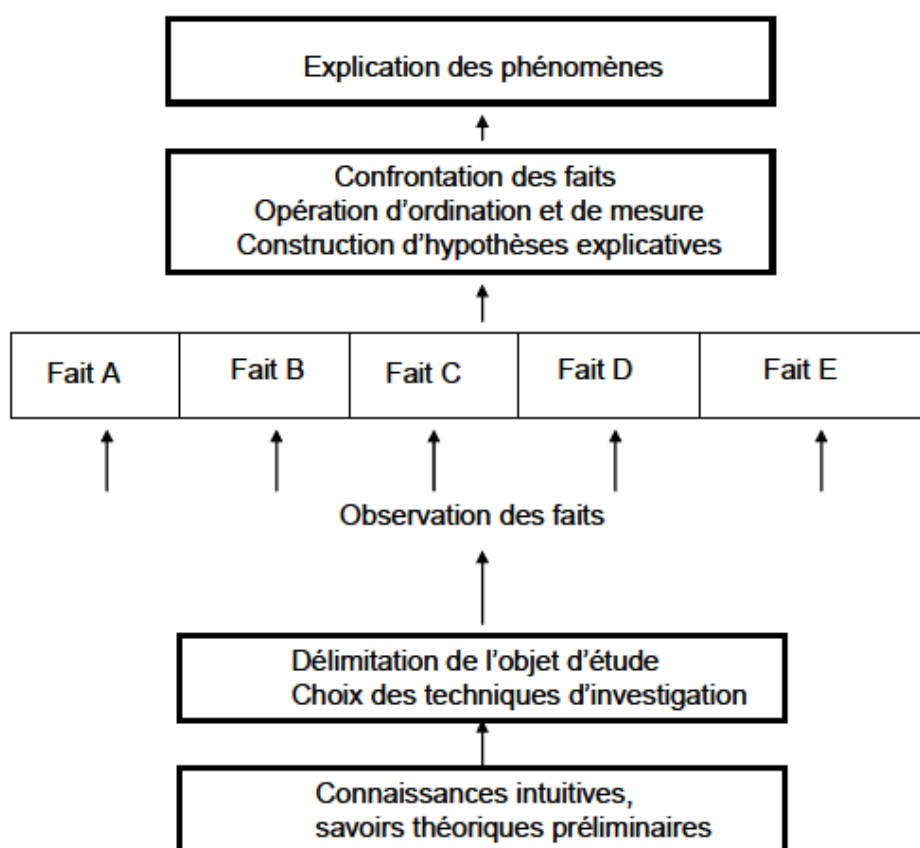 Explication des phénomènes
Confrontation des faits
Opération d'ordination et de mesure
Construction d'hypothèses explicatives
Fait A
Fait B
Fait C
Fait D
Fait E
Observation des faits
Délimitation de l'objet d'étude
Choix des techniques d'investigation
Connaissances intuitives,
savoirs théoriques préliminaires